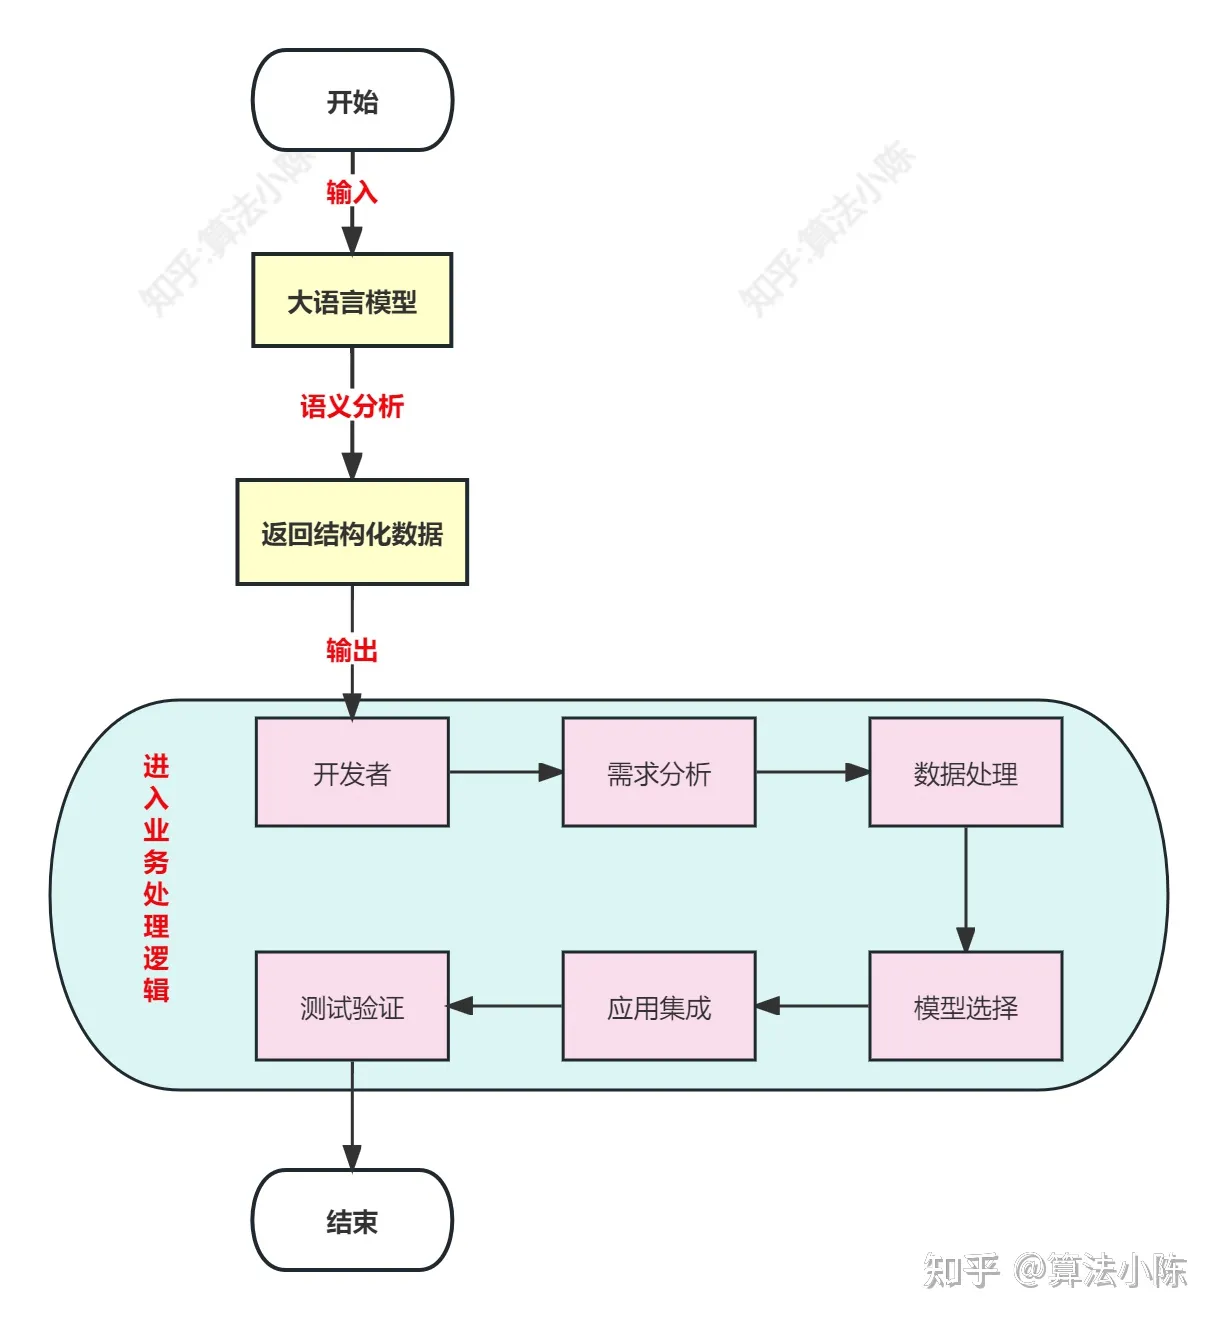 开始
知乎:算法小陈
知乎:算法小陈
输入
大语言模型
语义分析
返回结构化数据
输出
进入业务处理逻辑
开发者
需求分析
数据处理
测试验证
应用集成
模型选择
结束
知乎 @算法小陈